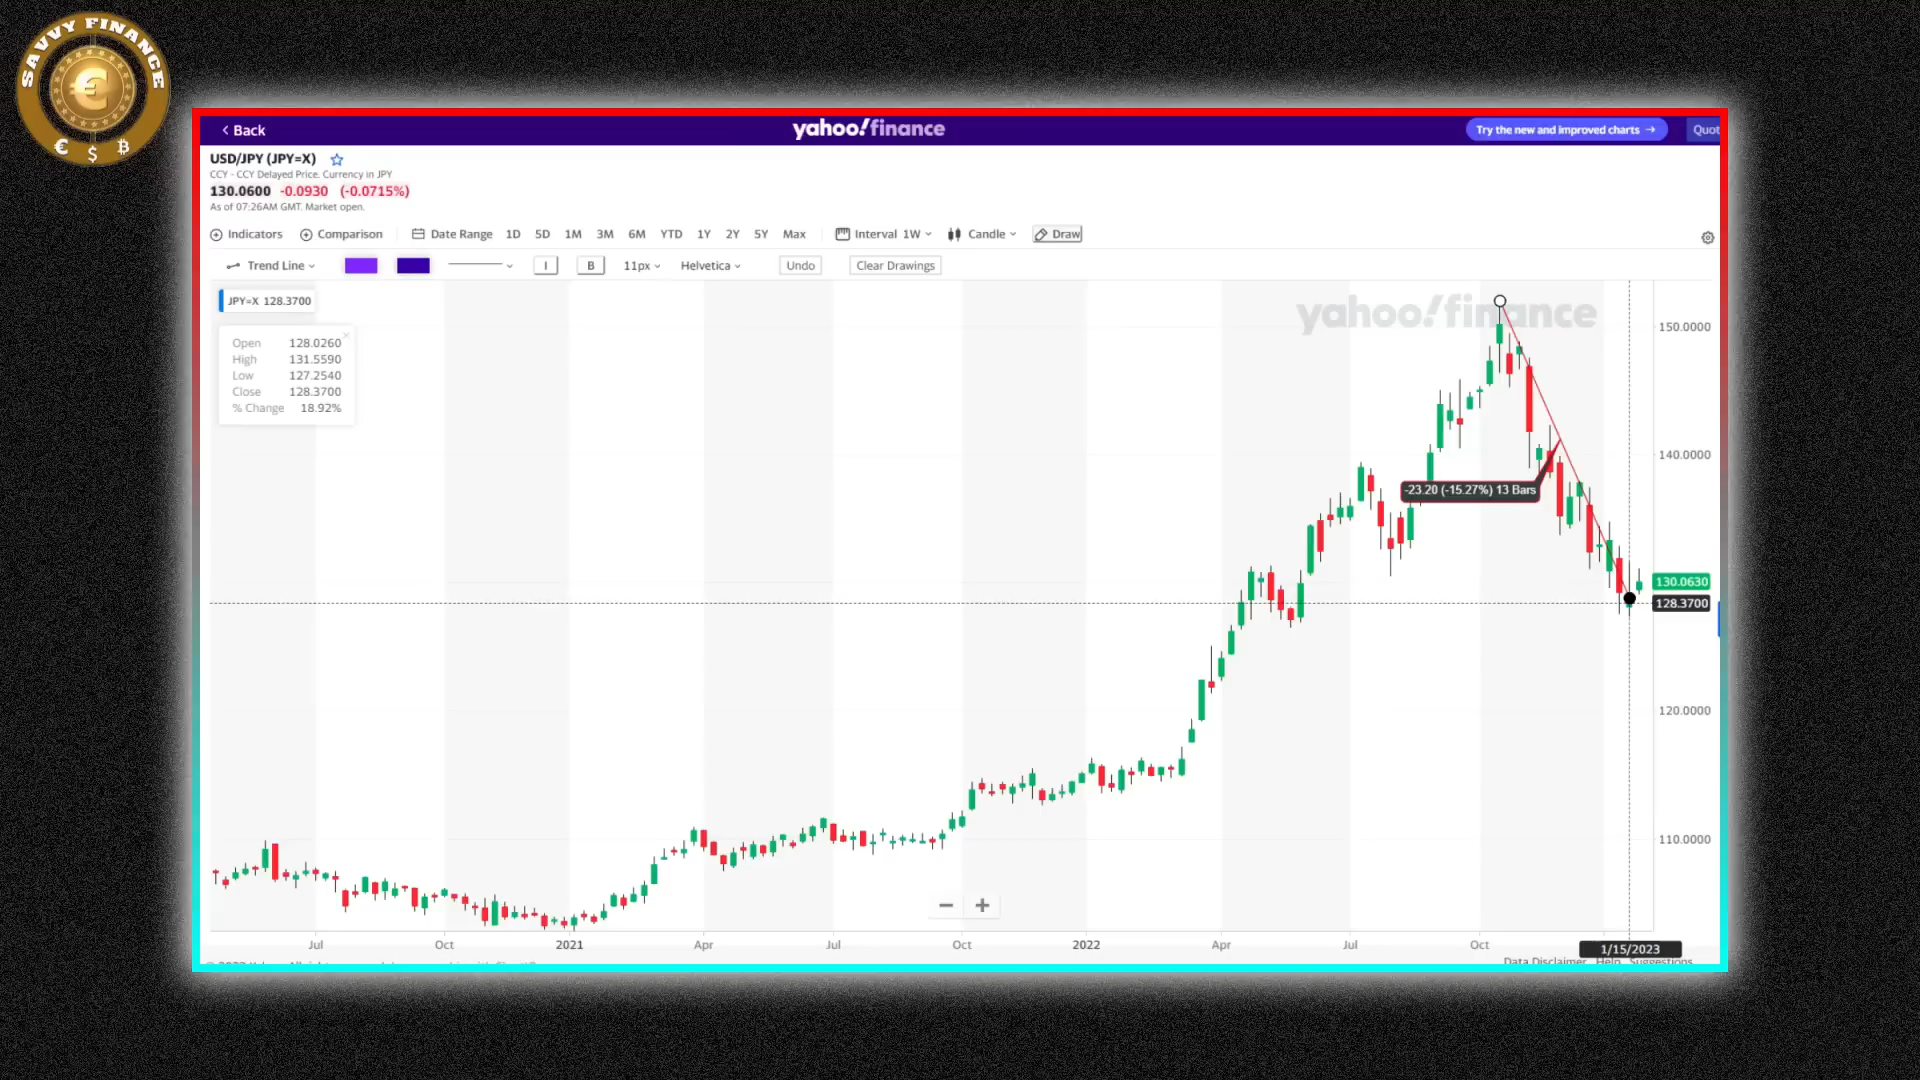 SAVVY FINANCE
€
€ $ ₿
< Back
yahoo!finance
Try the new and improved charts →
Quot
USD/JPY (JPY=X)
CCY - CCY Delayed Price. Currency in JPY
130.0600 -0.0930 (-0.0715%)
As of 07:26AM GMT. Market open.
Indicators Comparison Date Range 1D 5D 1M 3M 6M YTD 1Y 2Y 5Y Max Interval 1W Candle Draw
Trend Line I B 11px Helvetica Undo Clear Drawings
JPY=X 128.3700
yahoo!finance
Open 128.0260
High 131.5590
Low 127.2540
Close 128.3700
% Change 18.92%
150.0000
140.0000
-23.20 (-15.27%) 13 Bars
130.0630
128.3700
120.0000
110.0000
Jul Oct 2021 Apr Jul Oct 2022 Apr Jul Oct 1/15/2023
Data Disclaimer Help Suggestions